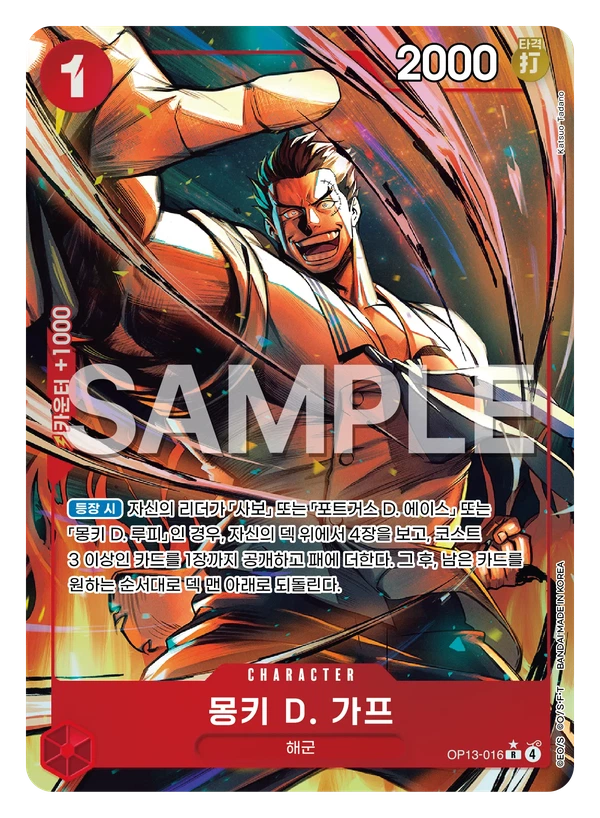 1
2000
타격
打
Katsuo Tadano
카운터 +1000
SAMPLE
등장 시 자신의 리더가 「사보」 또는 「포트거스 D. 에이스」 또는
「몽키 D. 루피」인 경우, 자신의 덱 위에서 4장을 보고, 코스트
3 이상인 카드를 1장까지 공개하고 패에 더한다. 그 후, 남은 카드를
원하는 순서대로 덱 맨 아래로 되돌린다.
CHARACTER
몽키 D. 가프
해군
OP13-016 R 4
©EO/S ©O/S·F·T BANDAI MADE IN KOREA